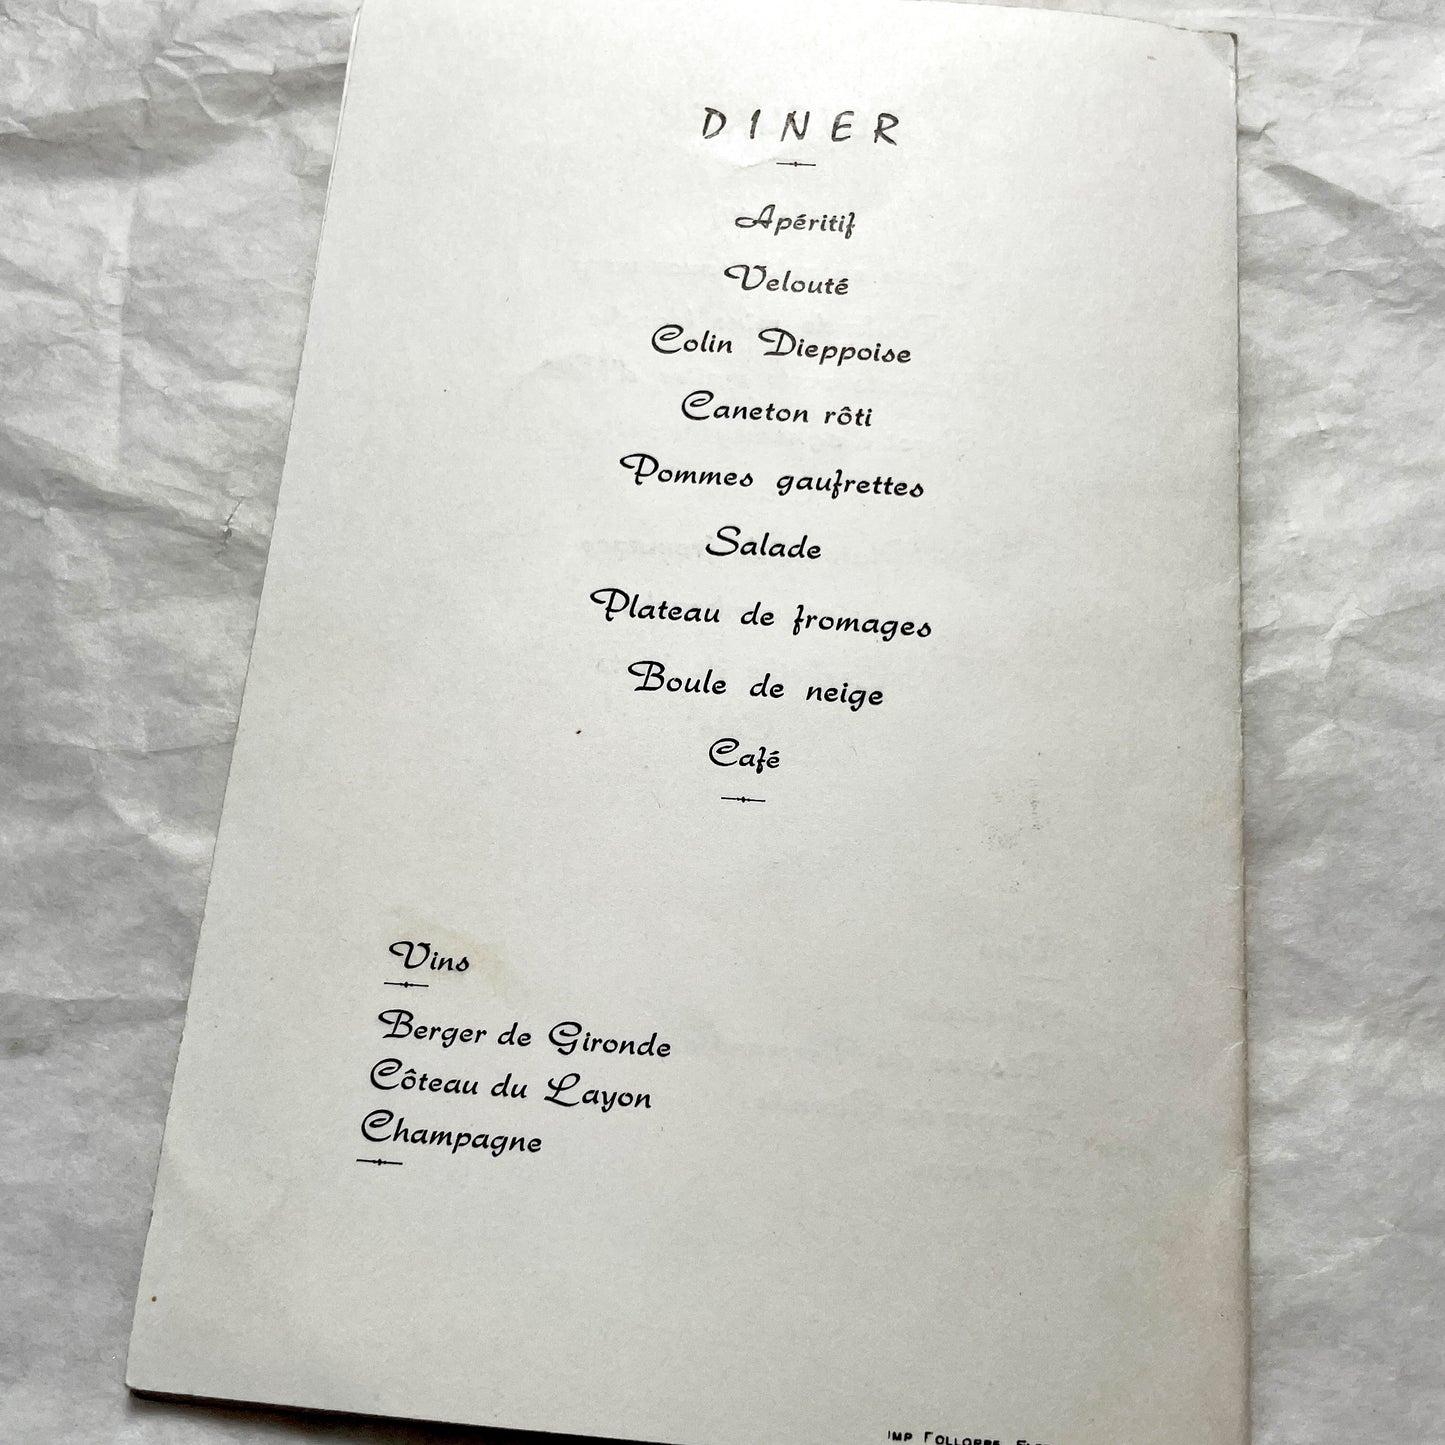 DINER
Apéritif
Velouté
Colin Dieppoise
Caneton rôti
Pommes gaufrettes
Salade
Plateau de fromages
Boule de neige
Café
Vins
Berger de Gironde
Côteau du Layon
Champagne
IMP